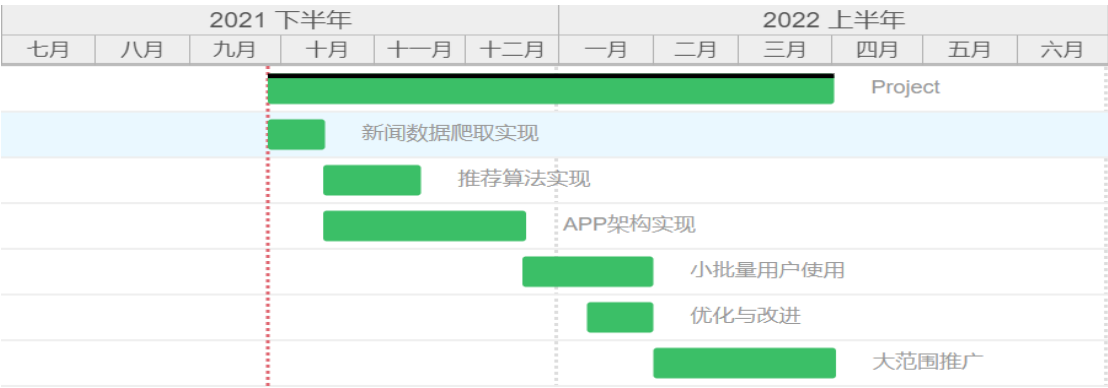 2021 下半年 2022 上半年
七月 八月 九月 十月 十一月 十二月 一月 二月 三月 四月 五月 六月
Project
新闻数据爬取实现
推荐算法实现
APP架构实现
小批量用户使用
优化与改进
大范围推广